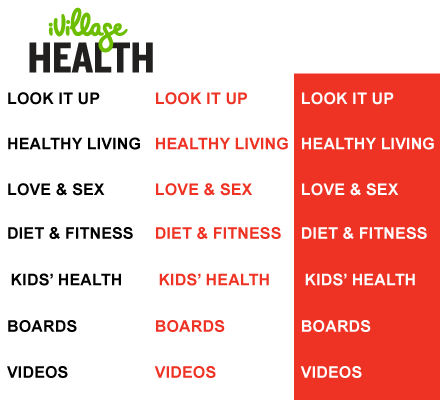 iVillage
HEALTH
LOOK IT UP LOOK IT UP LOOK IT UP
HEALTHY LIVING HEALTHY LIVING HEALTHY LIVING
LOVE & SEX LOVE & SEX LOVE & SEX
DIET & FITNESS DIET & FITNESS DIET & FITNESS
KIDS’ HEALTH KIDS’ HEALTH KIDS’ HEALTH
BOARDS BOARDS BOARDS
VIDEOS VIDEOS VIDEOS